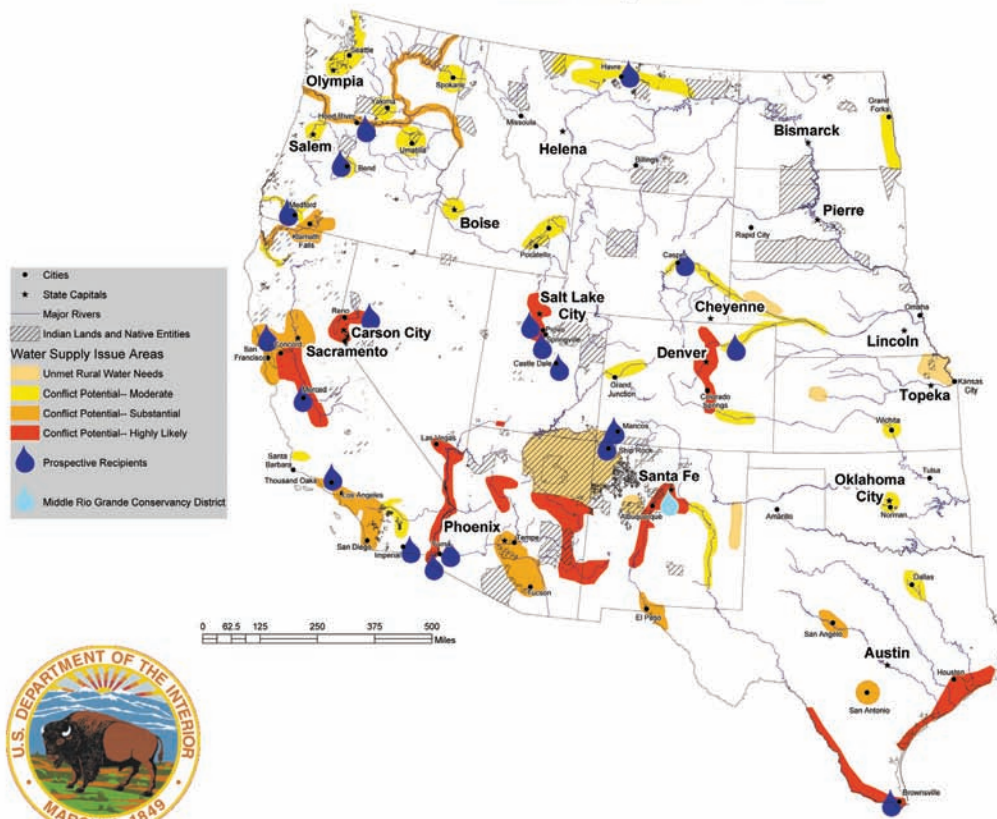 Seattle
Olympia
Spokane
Yakima
Hood River
Salem
Umatilla
Bend
Medford
Klamath
Falls
Havre
Missoula
Helena
Billings
Grand
Forks
Bismarck
Pierre
Rapid City
Boise
Pocatello
Casper
Cheyenne
Omaha
Lincoln
Salt Lake
City
Provo
Springville
Castle Dale
Reno
Carson City
Sacramento
San
Francisco
Concord
Merced
Denver
Colorado
Springs
Grand
Junction
Topeka
Kansas
City
Wichita
Las Vegas
Mancos
Ship Rock
Santa Fe
Albuquerque
Santa
Barbara
Thousand Oaks
Los Angeles
San Diego
Imperial
Yuma
Phoenix
Tempe
Tucson
Amarillo
Tulsa
Oklahoma
City
Norman
El Paso
Dallas
San Angelo
Austin
Houston
San Antonio
Brownsville
Cities
State Capitals
Major Rivers
Indian Lands and Native Entities
Water Supply Issue Areas
Unmet Rural Water Needs
Conflict Potential-- Moderate
Conflict Potential-- Substantial
Conflict Potential-- Highly Likely
Prospective Recipients
Middle Rio Grande Conservancy District
0 62.5 125 250 375 500
Miles
U.S. DEPARTMENT OF THE INTERIOR
1849